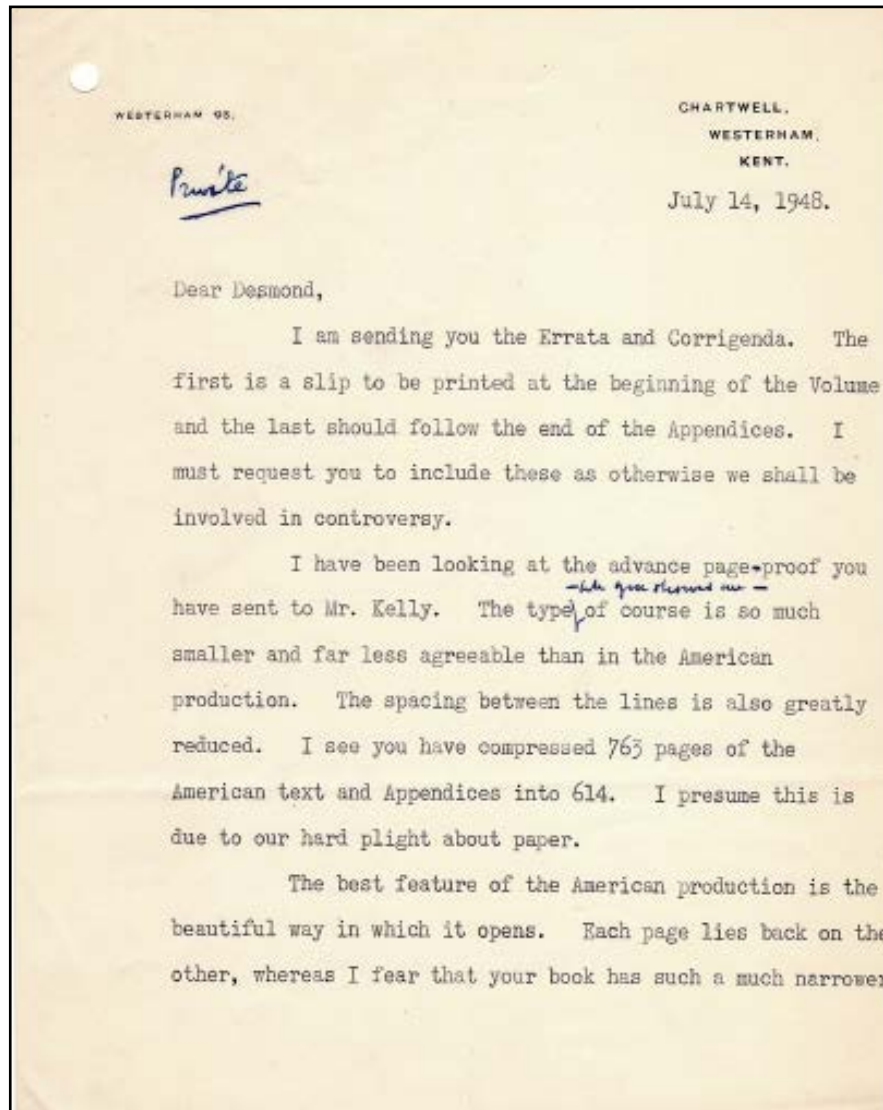 WESTERHAM
CHARTWELL,
WESTERHAM,
KENT.
Private
July 14, 1948.
Dear Desmond,
I am sending you the Errata and Corrigenda. The
first is a slip to be printed at the beginning of the Volume
and the last should follow the end of the Appendices. I
must request you to include these as otherwise we shall be
involved in controversy.
I have been looking at the advance page-proof you
you showed me -
have sent to Mr. Kelly. The type of course is so much
smaller and far less agreeable than in the American
production. The spacing between the lines is also greatly
reduced. I see you have compressed 763 pages of the
American text and Appendices into 614. I presume this is
due to our hard plight about paper.
The best feature of the American production is the
beautiful way in which it opens. Each page lies back on the
other, whereas I fear that your book has such a much narrower